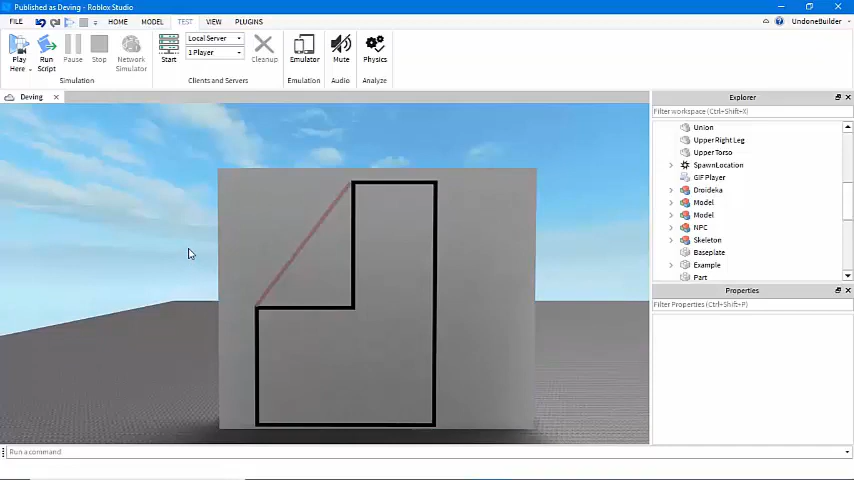 Published as Deving - Roblox Studio
FILE HOME MODEL TEST VIEW PLUGINS UndoneBuilder
Play Here
Run Script
Pause
Stop
Network Simulator
Simulation
Start
Local Server
1 Player
Cleanup
Clients and Servers
Emulator
Emulation
Mute
Audio
Physics
Analyze
Deving
Explorer
Filter workspace (Ctrl+Shift+X)
Union
Upper Right Leg
Upper Torso
SpawnLocation
GIF Player
Droideka
Model
Model
NPC
Skeleton
Baseplate
Example
Part
Properties
Filter Properties (Ctrl+Shift+P)
Run a command